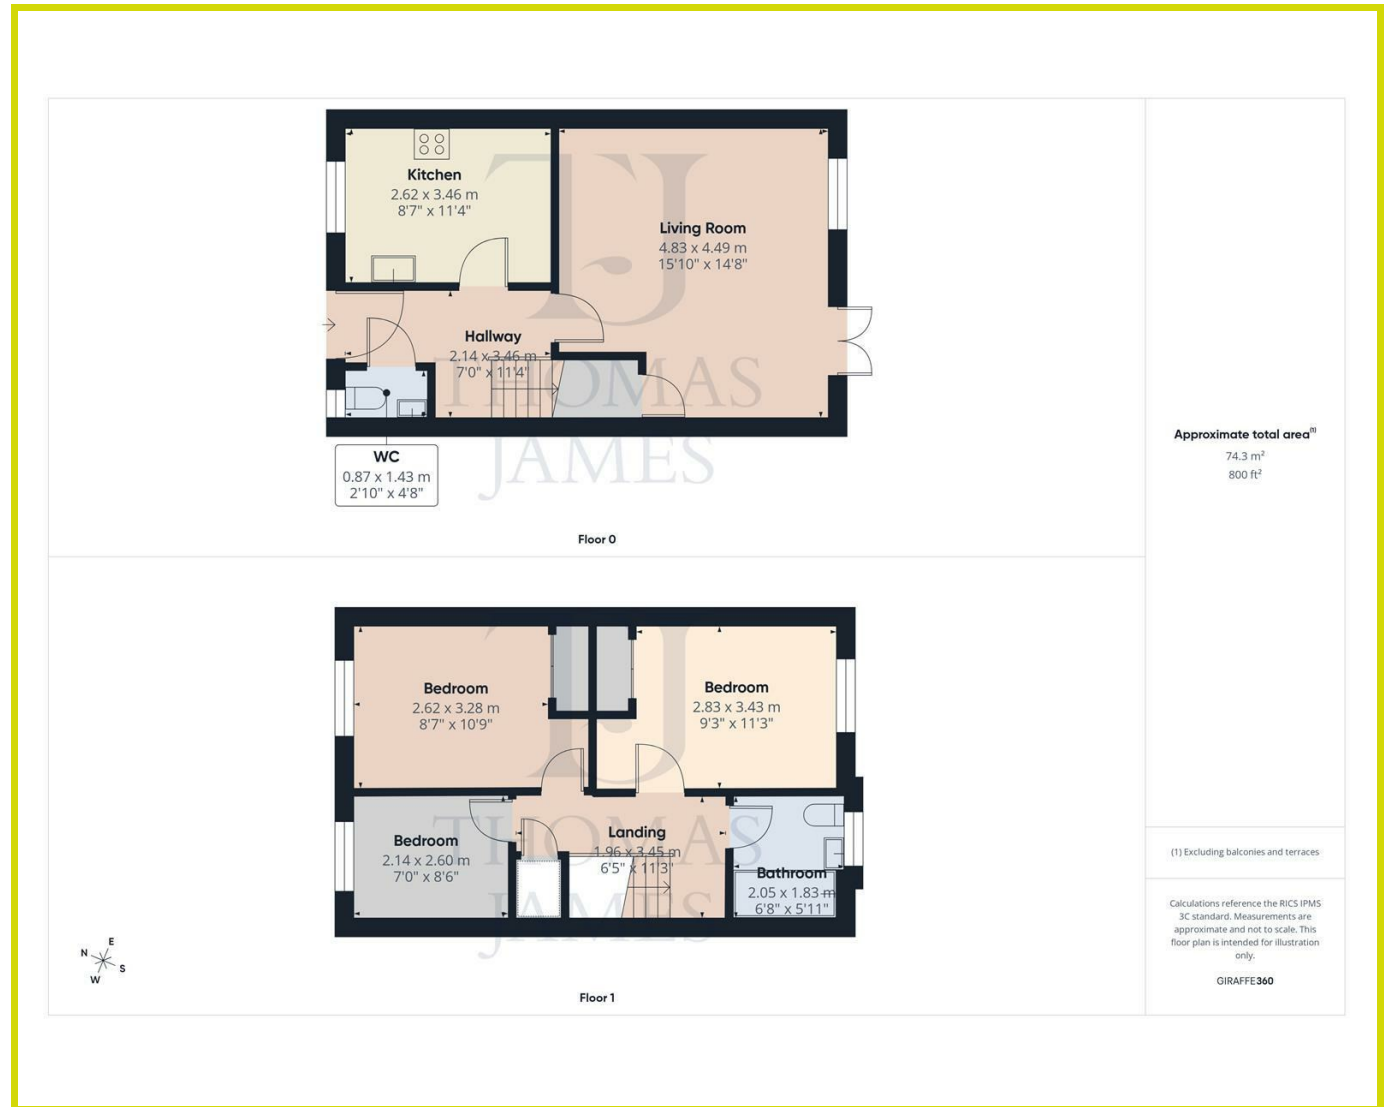 Kitchen
2.62 x 3.46 m
8'7" x 11'4"
Living Room
4.83 x 4.49 m
15'10" x 14'8"
Hallway
2.14 x 3.46 m
7'0" x 11'4"
TJ
THOMAS
JAMES
WC
0.87 x 1.43 m
2'10" x 4'8"
Floor 0
Approximate total area(1)
74.3 m²
800 ft²
Bedroom
2.62 x 3.28 m
8'7" x 10'9"
Bedroom
2.83 x 3.43 m
9'3" x 11'3"
Bedroom
2.14 x 2.60 m
7'0" x 8'6"
Landing
1.96 x 3.45 m
6'5" x 11'3"
Bathroom
2.05 x 1.83 m
6'8" x 5'11"
TJ
THOMAS
JAMES
N E
W S
Floor 1
(1) Excluding balconies and terraces
Calculations reference the RICS IPMS
3C standard. Measurements are
approximate and not to scale. This
floor plan is intended for illustration
only.
GIRAFFE360